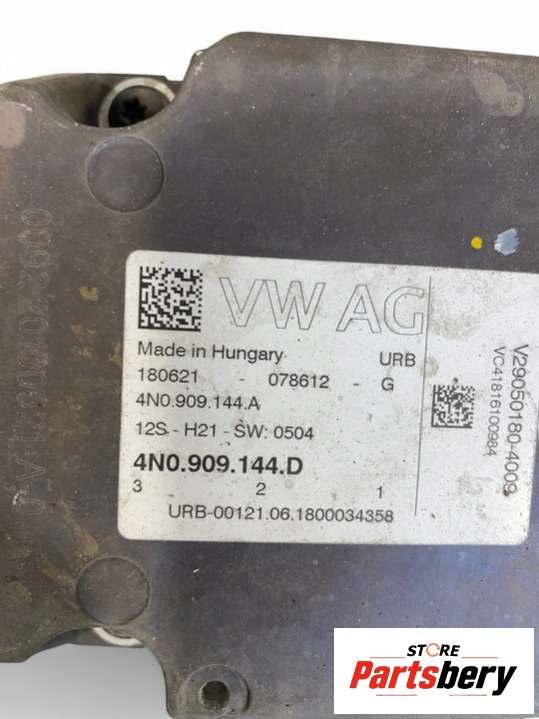 VW AG
Made in Hungary URB
180621 - 078612 - G
4N0.909.144.A
12S - H21 - SW: 0504
4N0.909.144.D
3 2 1
URB-00121.06.1800034358
V29050180-4009
VC41816100984
STORE
Partsbery